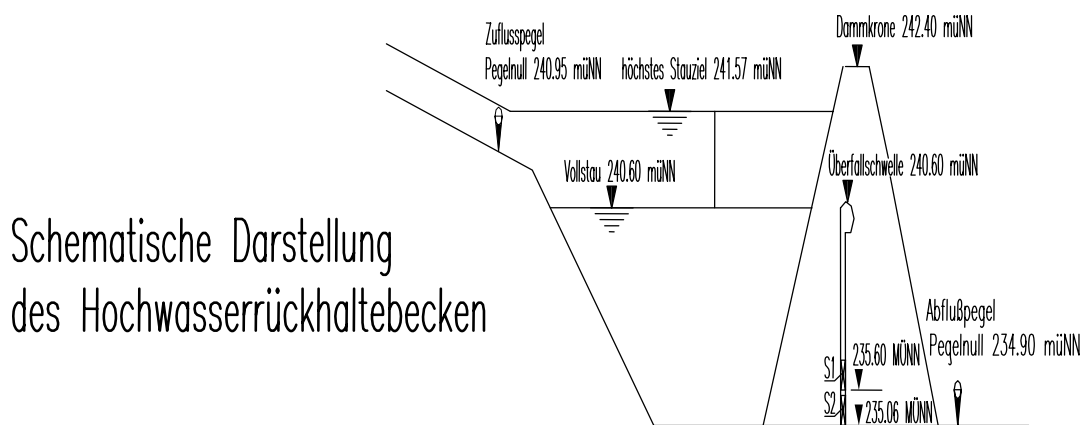 Zuflusspegel
Pegelnull 240.95 müNN
höchstes Stauziel 241.57 müNN
Dammkrone 242.40 müNN
Vollstau 240.60 müNN
Überfallschwelle 240.60 müNN
Schematische Darstellung
des Hochwasserrückhaltebecken
Abflußpegel
Pegelnull 234.90 müNN
S1
235.60 MÜNN
S2
235.06 MÜNN